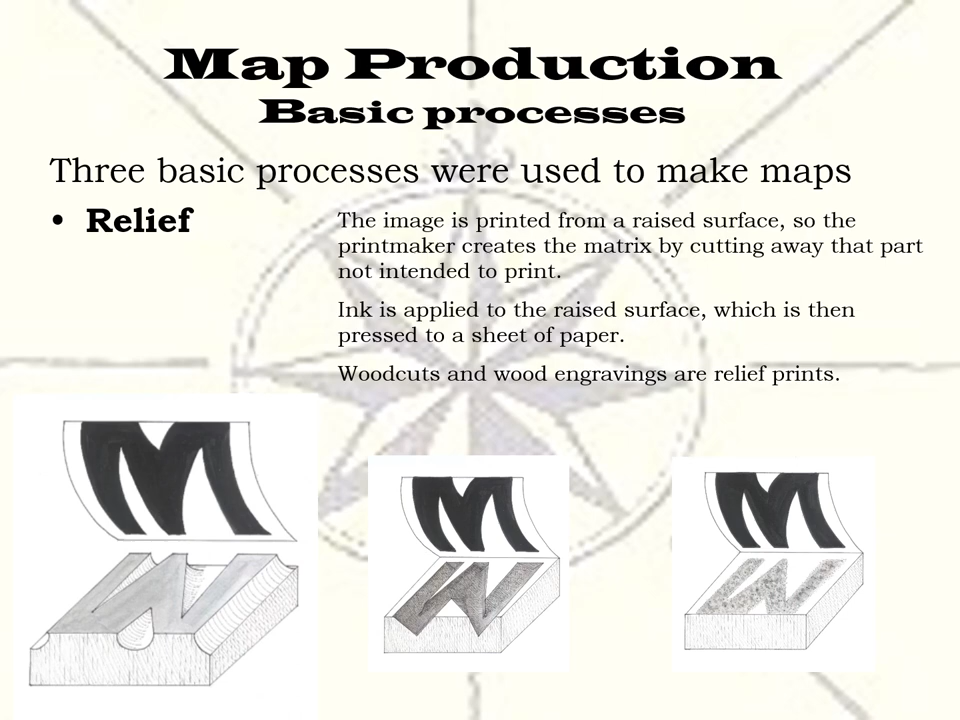 Map Production
Basic processes
Three basic processes were used to make maps
• Relief
The image is printed from a raised surface, so the
printmaker creates the matrix by cutting away that part
not intended to print.
Ink is applied to the raised surface, which is then
pressed to a sheet of paper.
Woodcuts and wood engravings are relief prints.
M
M
M